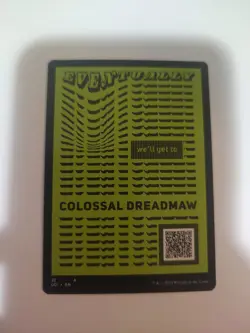 EVENTUALLY
we'll get to
COLOSSAL DREADMAW